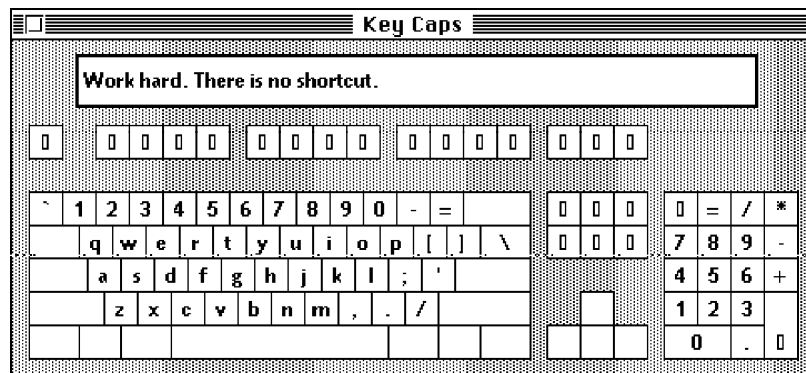 Key Caps
Work hard. There is no shortcut.
` 1 2 3 4 5 6 7 8 9 0 - = = / *
q w e r t y u i o p [ ] \ 7 8 9 -
a s d f g h j k l ; ' 4 5 6 +
z x c v b n m , . / 1 2 3
0 .